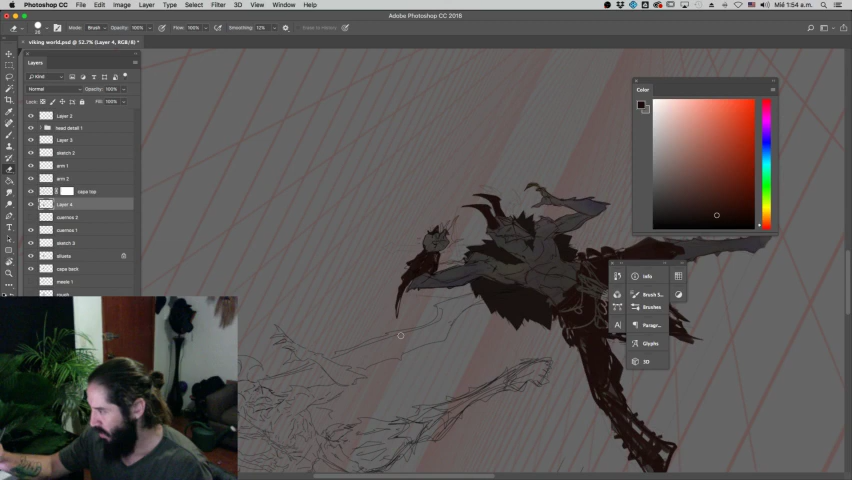 Photoshop CC File Edit Image Layer Type Select Filter 3D View Window Help Mié 1:54 a.m.
Adobe Photoshop CC 2018
Mode: Brush Opacity: 100% Flow: 100% Smoothing: 12% Erase to History
viking world.psd @ 52.7% (Layer 4, RGB/8) *
Layers
Kind
Normal Opacity: 100%
Lock: Fill: 100%
Layer 2
head detail 1
Layer 3
sketch 2
arm 1
arm 2
capa top
Layer 4
cuernos 2
cuernos 1
sketch 3
silueta
capa back
Color
Info
Brush S...
Brushes
Paragr...
Glyphs
3D